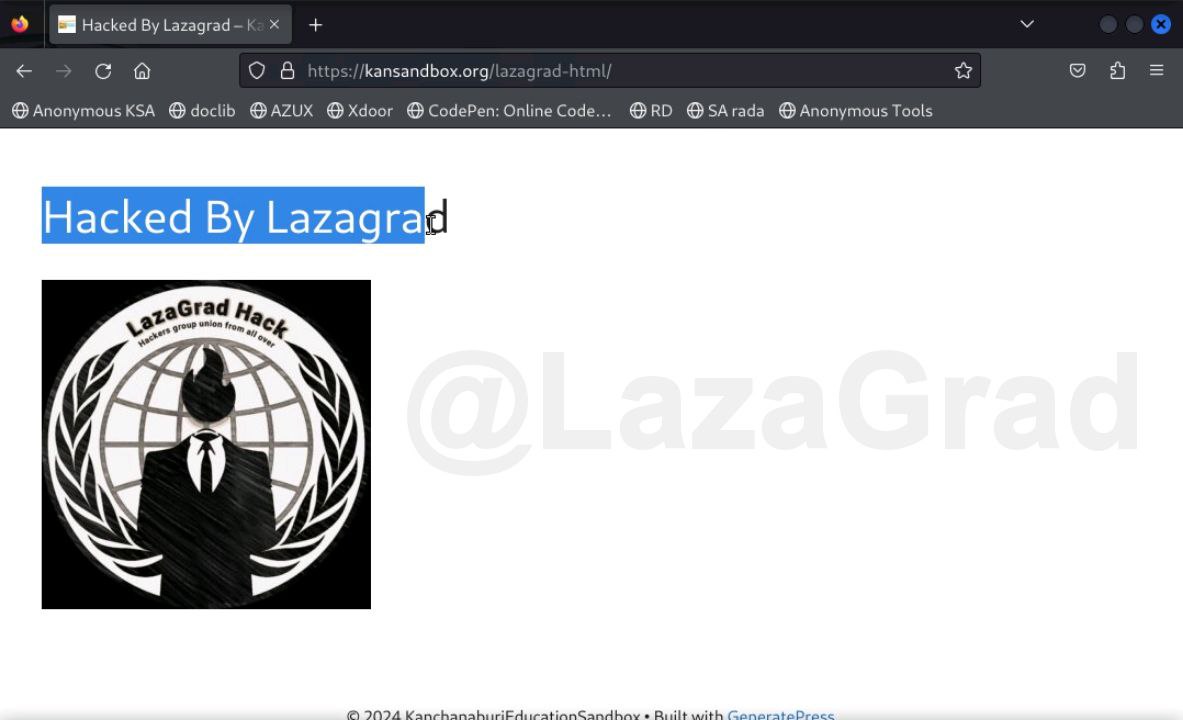 Hacked By Lazagrad – Ka
https://kansandbox.org/lazagrad-html/
Anonymous KSA doclib AZUX Xdoor CodePen: Online Code... RD SA rada Anonymous Tools
Hacked By Lazagrad
LazaGrad Hack
Hackers group union from all over
@LazaGrad
© 2024 KanchanaburiEducationSandbox • Built with GeneratePress